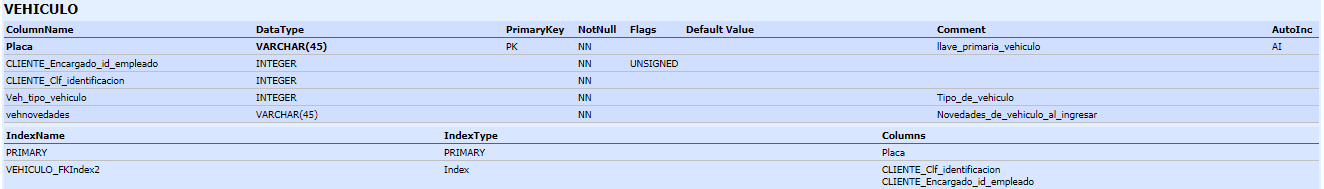 VEHICULO
ColumnName DataType PrimaryKey NotNull Flags Default Value Comment AutoInc
Placa VARCHAR(45) PK NN llave_primaria_vehiculo AI
CLIENTE_Encargado_id_empleado INTEGER NN UNSIGNED
CLIENTE_Clf_identificacion INTEGER NN
Veh_tipo_vehiculo INTEGER NN Tipo_de_vehiculo
vehnovedades VARCHAR(45) NN Novedades_de_vehiculo_al_ingresar
IndexName IndexType Columns
PRIMARY PRIMARY Placa
VEHICULO_FKIndex2 Index CLIENTE_Clf_identificacion
CLIENTE_Encargado_id_empleado